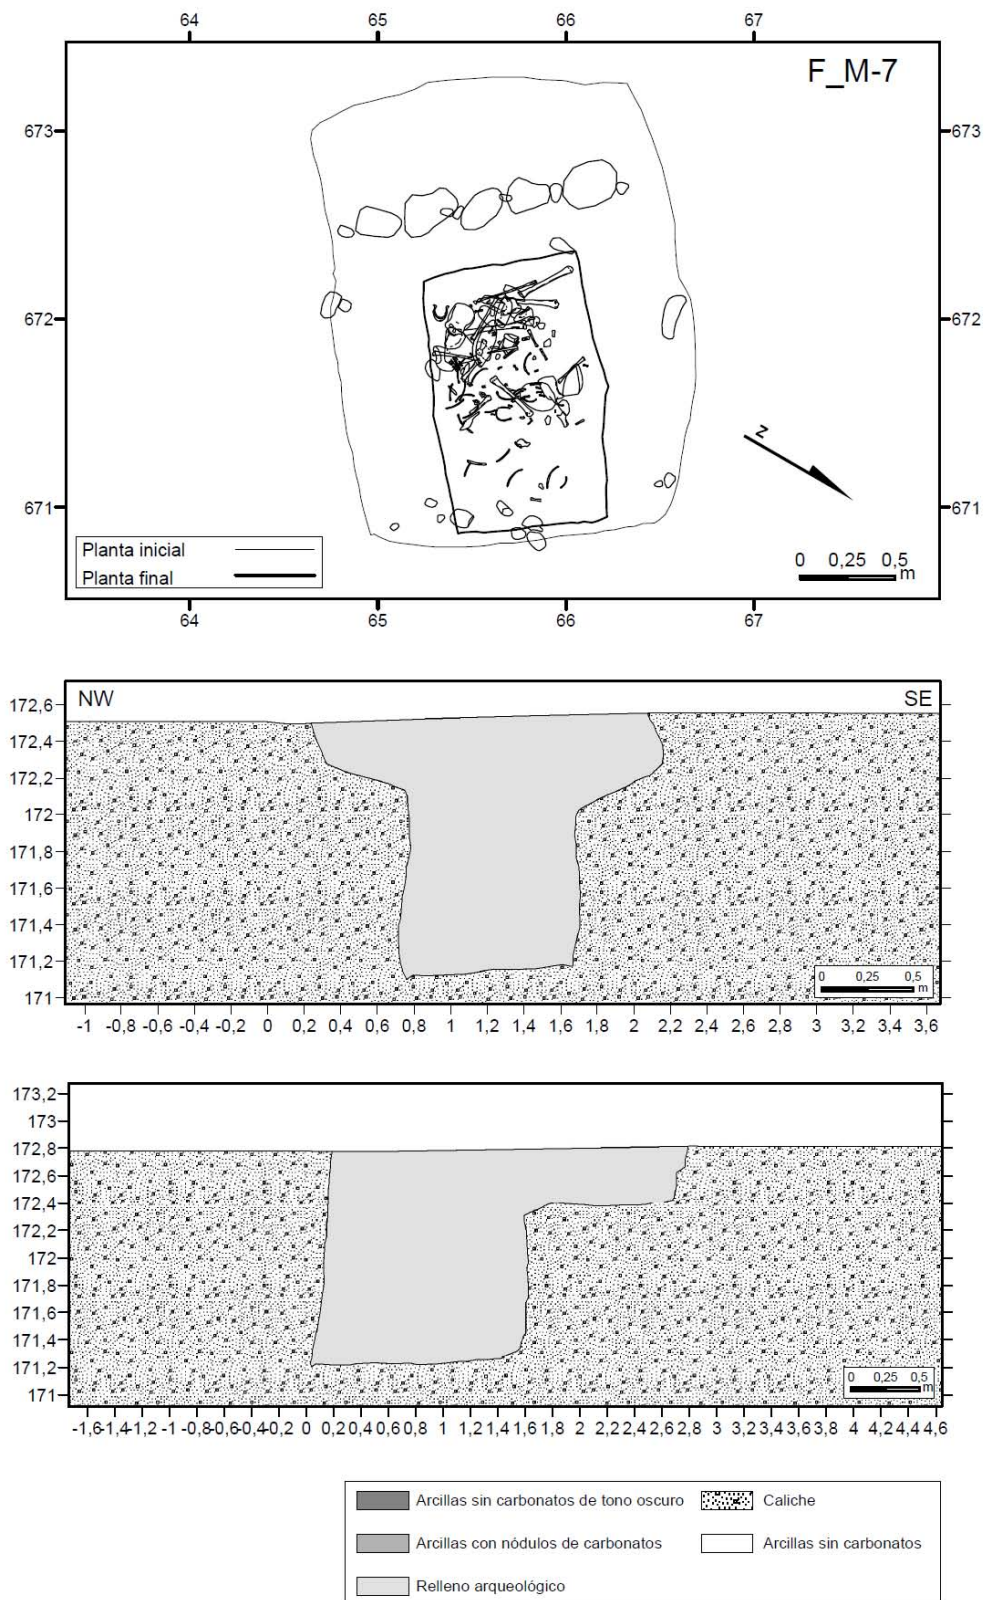 64 65 66 67
F_M-7
673 673
672 672
z
671 671
Planta inicial
Planta final
0 0,25 0,5
m
64 65 66 67
NW SE
172,6
172,4
172,2
172
171,8
171,6
171,4
171,2
171
0 0,25 0,5
m
-1 -0,8 -0,6 -0,4 -0,2 0 0,2 0,4 0,6 0,8 1 1,2 1,4 1,6 1,8 2 2,2 2,4 2,6 2,8 3 3,2 3,4 3,6
173,2
173
172,8
172,6
172,4
172,2
172
171,8
171,6
171,4
171,2
171
0 0,25 0,5
m
-1,6 -1,4 -1,2 -1 -0,8 -0,6 -0,4 -0,2 0 0,2 0,4 0,6 0,8 1 1,2 1,4 1,6 1,8 2 2,2 2,4 2,6 2,8 3 3,2 3,4 3,6 3,8 4 4,2 4,4 4,6
Arcillas sin carbonatos de tono oscuro Caliche
Arcillas con nódulos de carbonatos Arcillas sin carbonatos
Relleno arqueológico